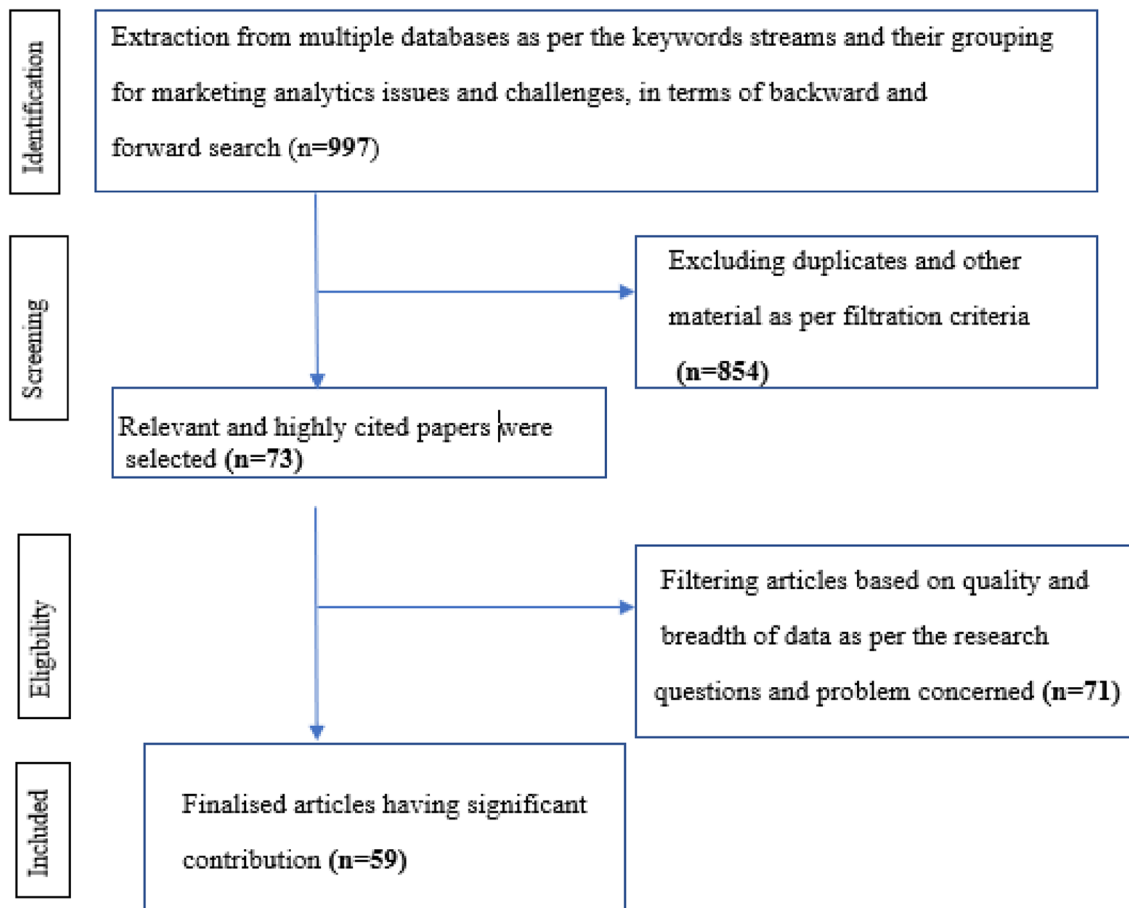 Identification
Extraction from multiple databases as per the keywords streams and their grouping
for marketing analytics issues and challenges, in terms of backward and
forward search (n=997)
Screening
Excluding duplicates and other
material as per filtration criteria
(n=854)
Relevant and highly cited papers were
selected (n=73)
Eligibility
Filtering articles based on quality and
breadth of data as per the research
questions and problem concerned (n=71)
Included
Finalised articles having significant
contribution (n=59)